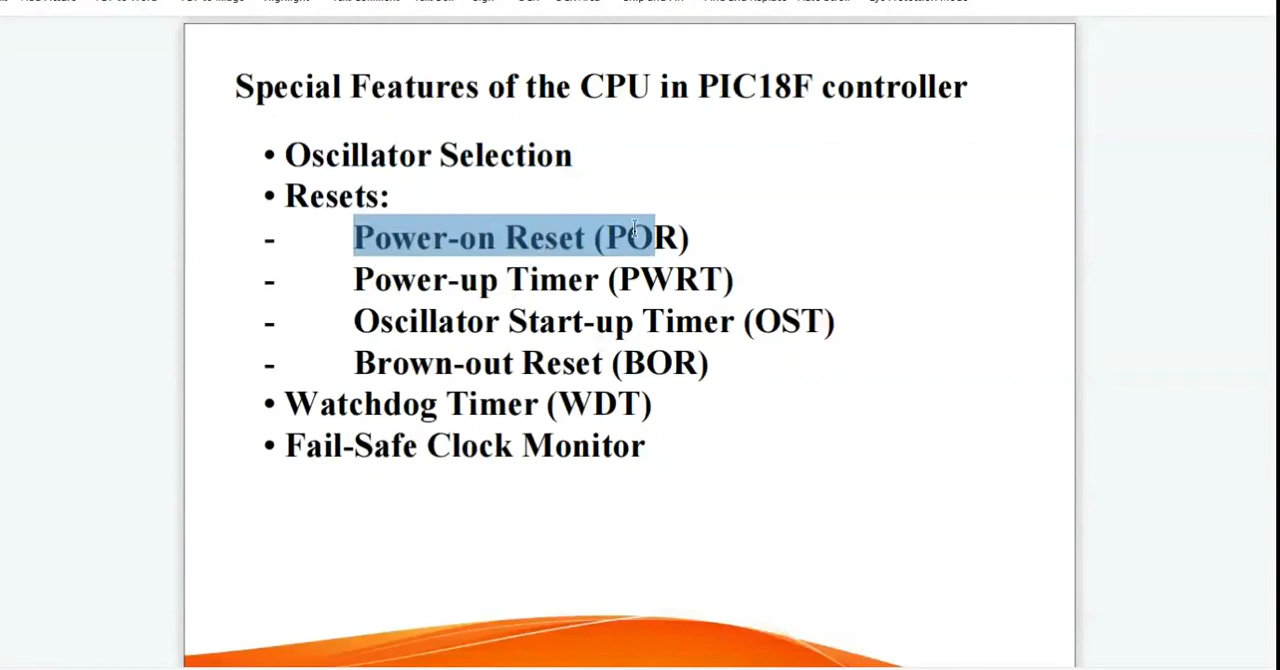 Special Features of the CPU in PIC18F controller
• Oscillator Selection
• Resets:
- Power-on Reset (POR)
- Power-up Timer (PWRT)
- Oscillator Start-up Timer (OST)
- Brown-out Reset (BOR)
• Watchdog Timer (WDT)
• Fail-Safe Clock Monitor